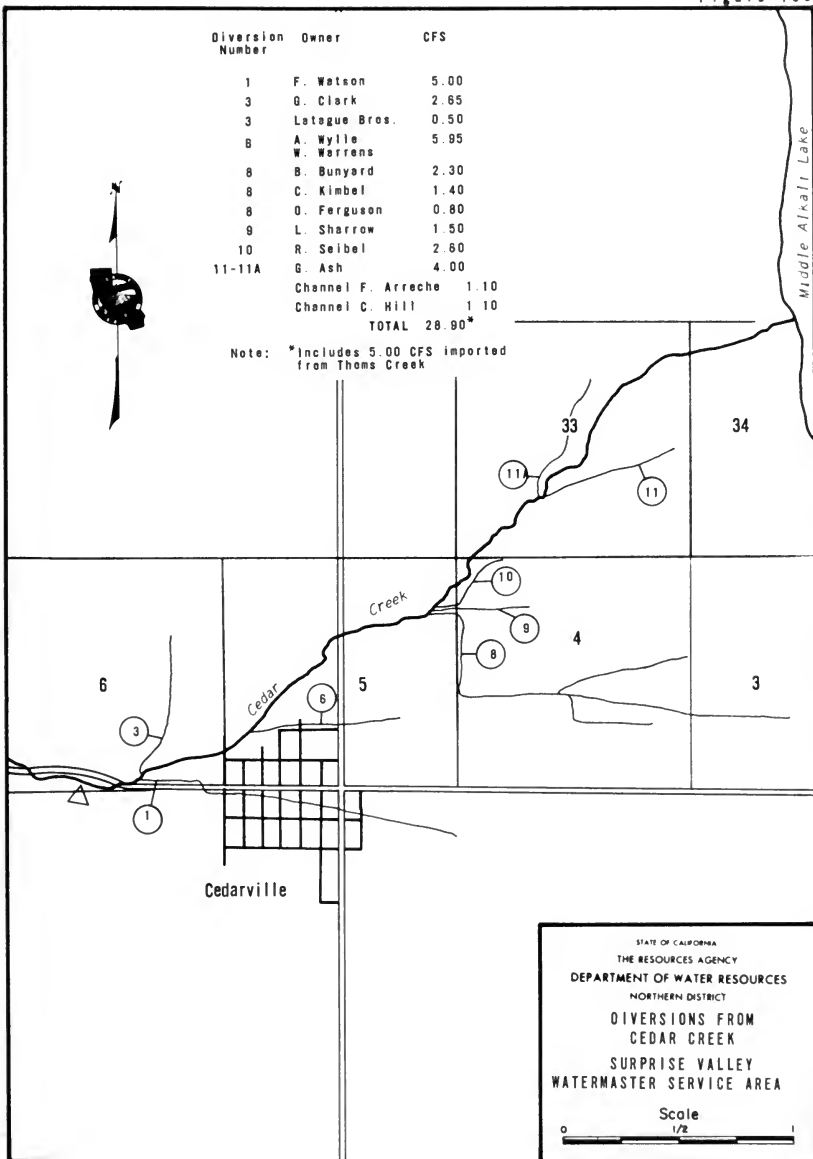 Diversion Number Owner CFS
1 F. Watson 5.00
3 G. Clark 2.65
3 Latague Bros. 0.50
6 A. Wylie 5.95
W. Warrens
8 B. Bunyard 2.30
8 C. Kimbel 1.40
8 O. Ferguson 0.80
9 L. Sharrow 1.50
10 R. Seibel 2.60
11-11A G. Ash 4.00
Channel F. Arreche 1.10
Channel C. Hill 1 10
TOTAL 28.90*
Note: *Includes 5.00 CFS imported
from Thoms Creek
N
Middle Alkali Lake
33
34
11A
11
10
9
8
4
3
Cedar Creek
6
5
6
3
1
Cedarville
STATE OF CALIFORNIA
THE RESOURCES AGENCY
DEPARTMENT OF WATER RESOURCES
NORTHERN DISTRICT
DIVERSIONS FROM
CEDAR CREEK
SURPRISE VALLEY
WATERMASTER SERVICE AREA
Scale
0 1/2 1